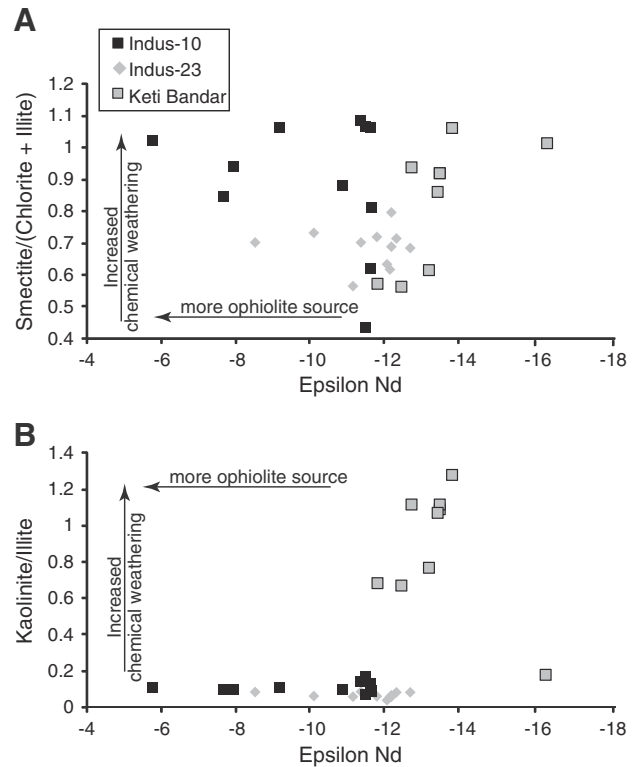 A
Indus-10
Indus-23
Keti Bandar
1.2
1.1
1
0.9
0.8
0.7
0.6
0.5
0.4
Smectite/(Chlorite + Illite)
Increased
chemical weathering
more ophiolite source
-4 -6 -8 -10 -12 -14 -16 -18
Epsilon Nd
B
1.4
1.2
1
0.8
0.6
0.4
0.2
0
Kaolinite/Illite
more ophiolite source
Increased
chemical weathering
-4 -6 -8 -10 -12 -14 -16 -18
Epsilon Nd